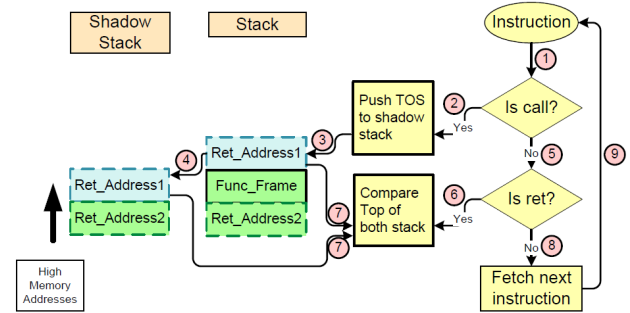 Shadow
Stack
Stack
Instruction
1
Push TOS
to shadow
stack
2
Yes
Is call?
3
4
Ret_Address1
Ret_Address1
Func_Frame
Ret_Address2
Ret_Address2
No
5
9
Compare
Top of
both stack
6
Yes
Is ret?
7
7
No
8
High
Memory
Addresses
Fetch next
instruction